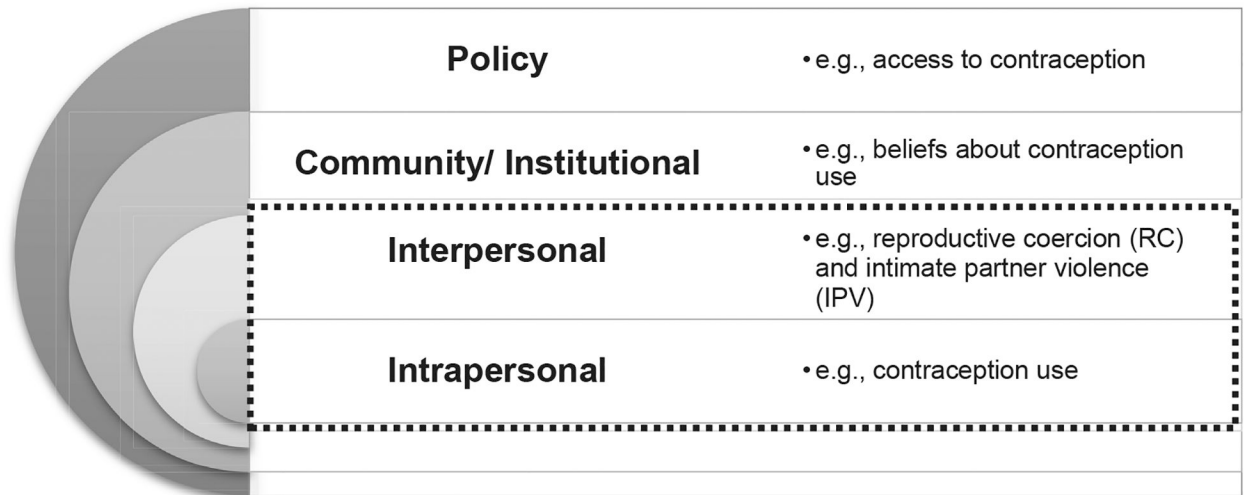 Policy
• e.g., access to contraception
Community/ Institutional
• e.g., beliefs about contraception
use
Interpersonal
• e.g., reproductive coercion (RC)
and intimate partner violence
(IPV)
Intrapersonal
• e.g., contraception use